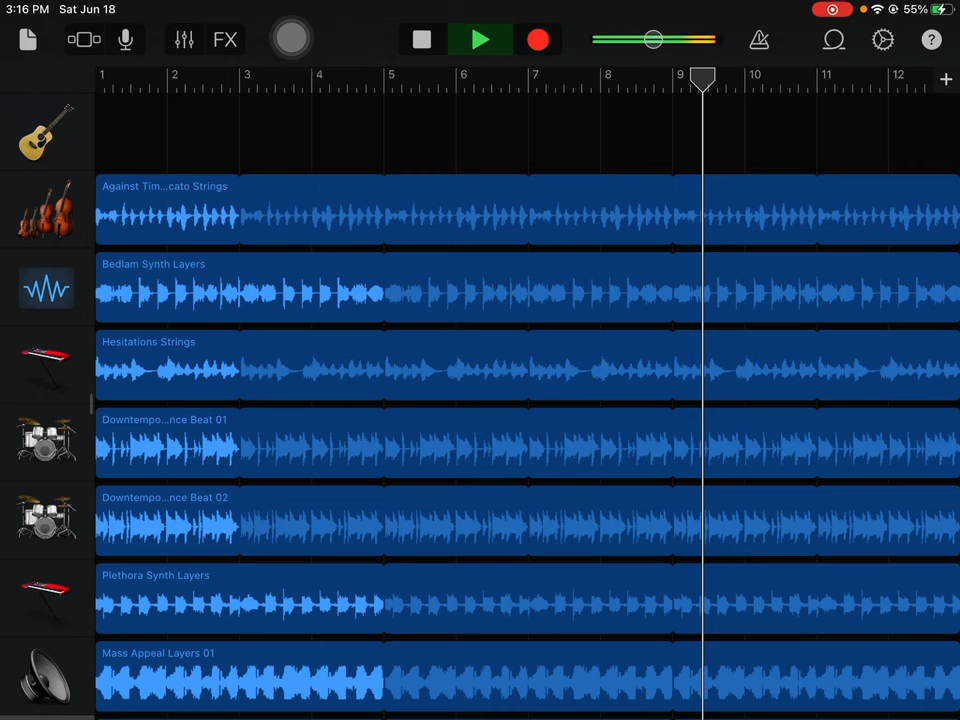 3:16 PM Sat Jun 18 55%
FX ?
1 2 3 4 5 6 7 8 9 10 11 12 +
Against Tim...cato Strings
Bedlam Synth Layers
Hesitations Strings
Downtempo...nce Beat 01
Downtempo...nce Beat 02
Plethora Synth Layers
Mass Appeal Layers 01